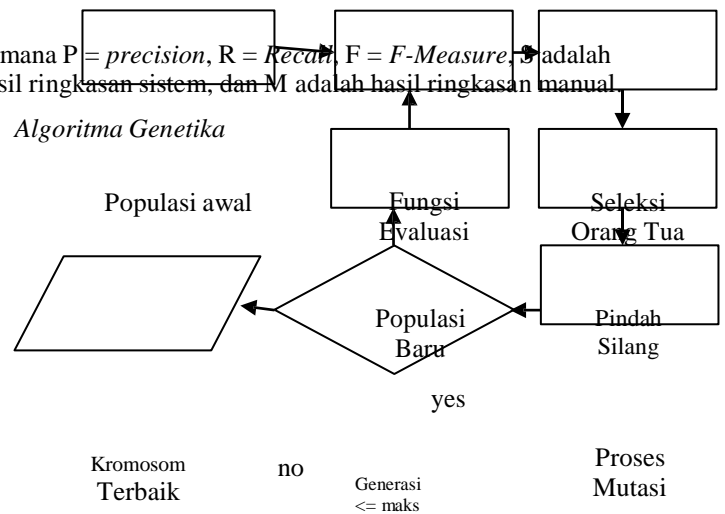 mana P = precision, R = Recall, F = F-Measure, S adalah
sil ringkasan sistem, dan M adalah hasil ringkasan manual.
Algoritma Genetika
Populasi awal
Fungsi
Evaluasi
Seleksi
Orang Tua
Populasi
Baru
Pindah
Silang
yes
Kromosom
Terbaik
no
Generasi
<= maks
Proses
Mutasi